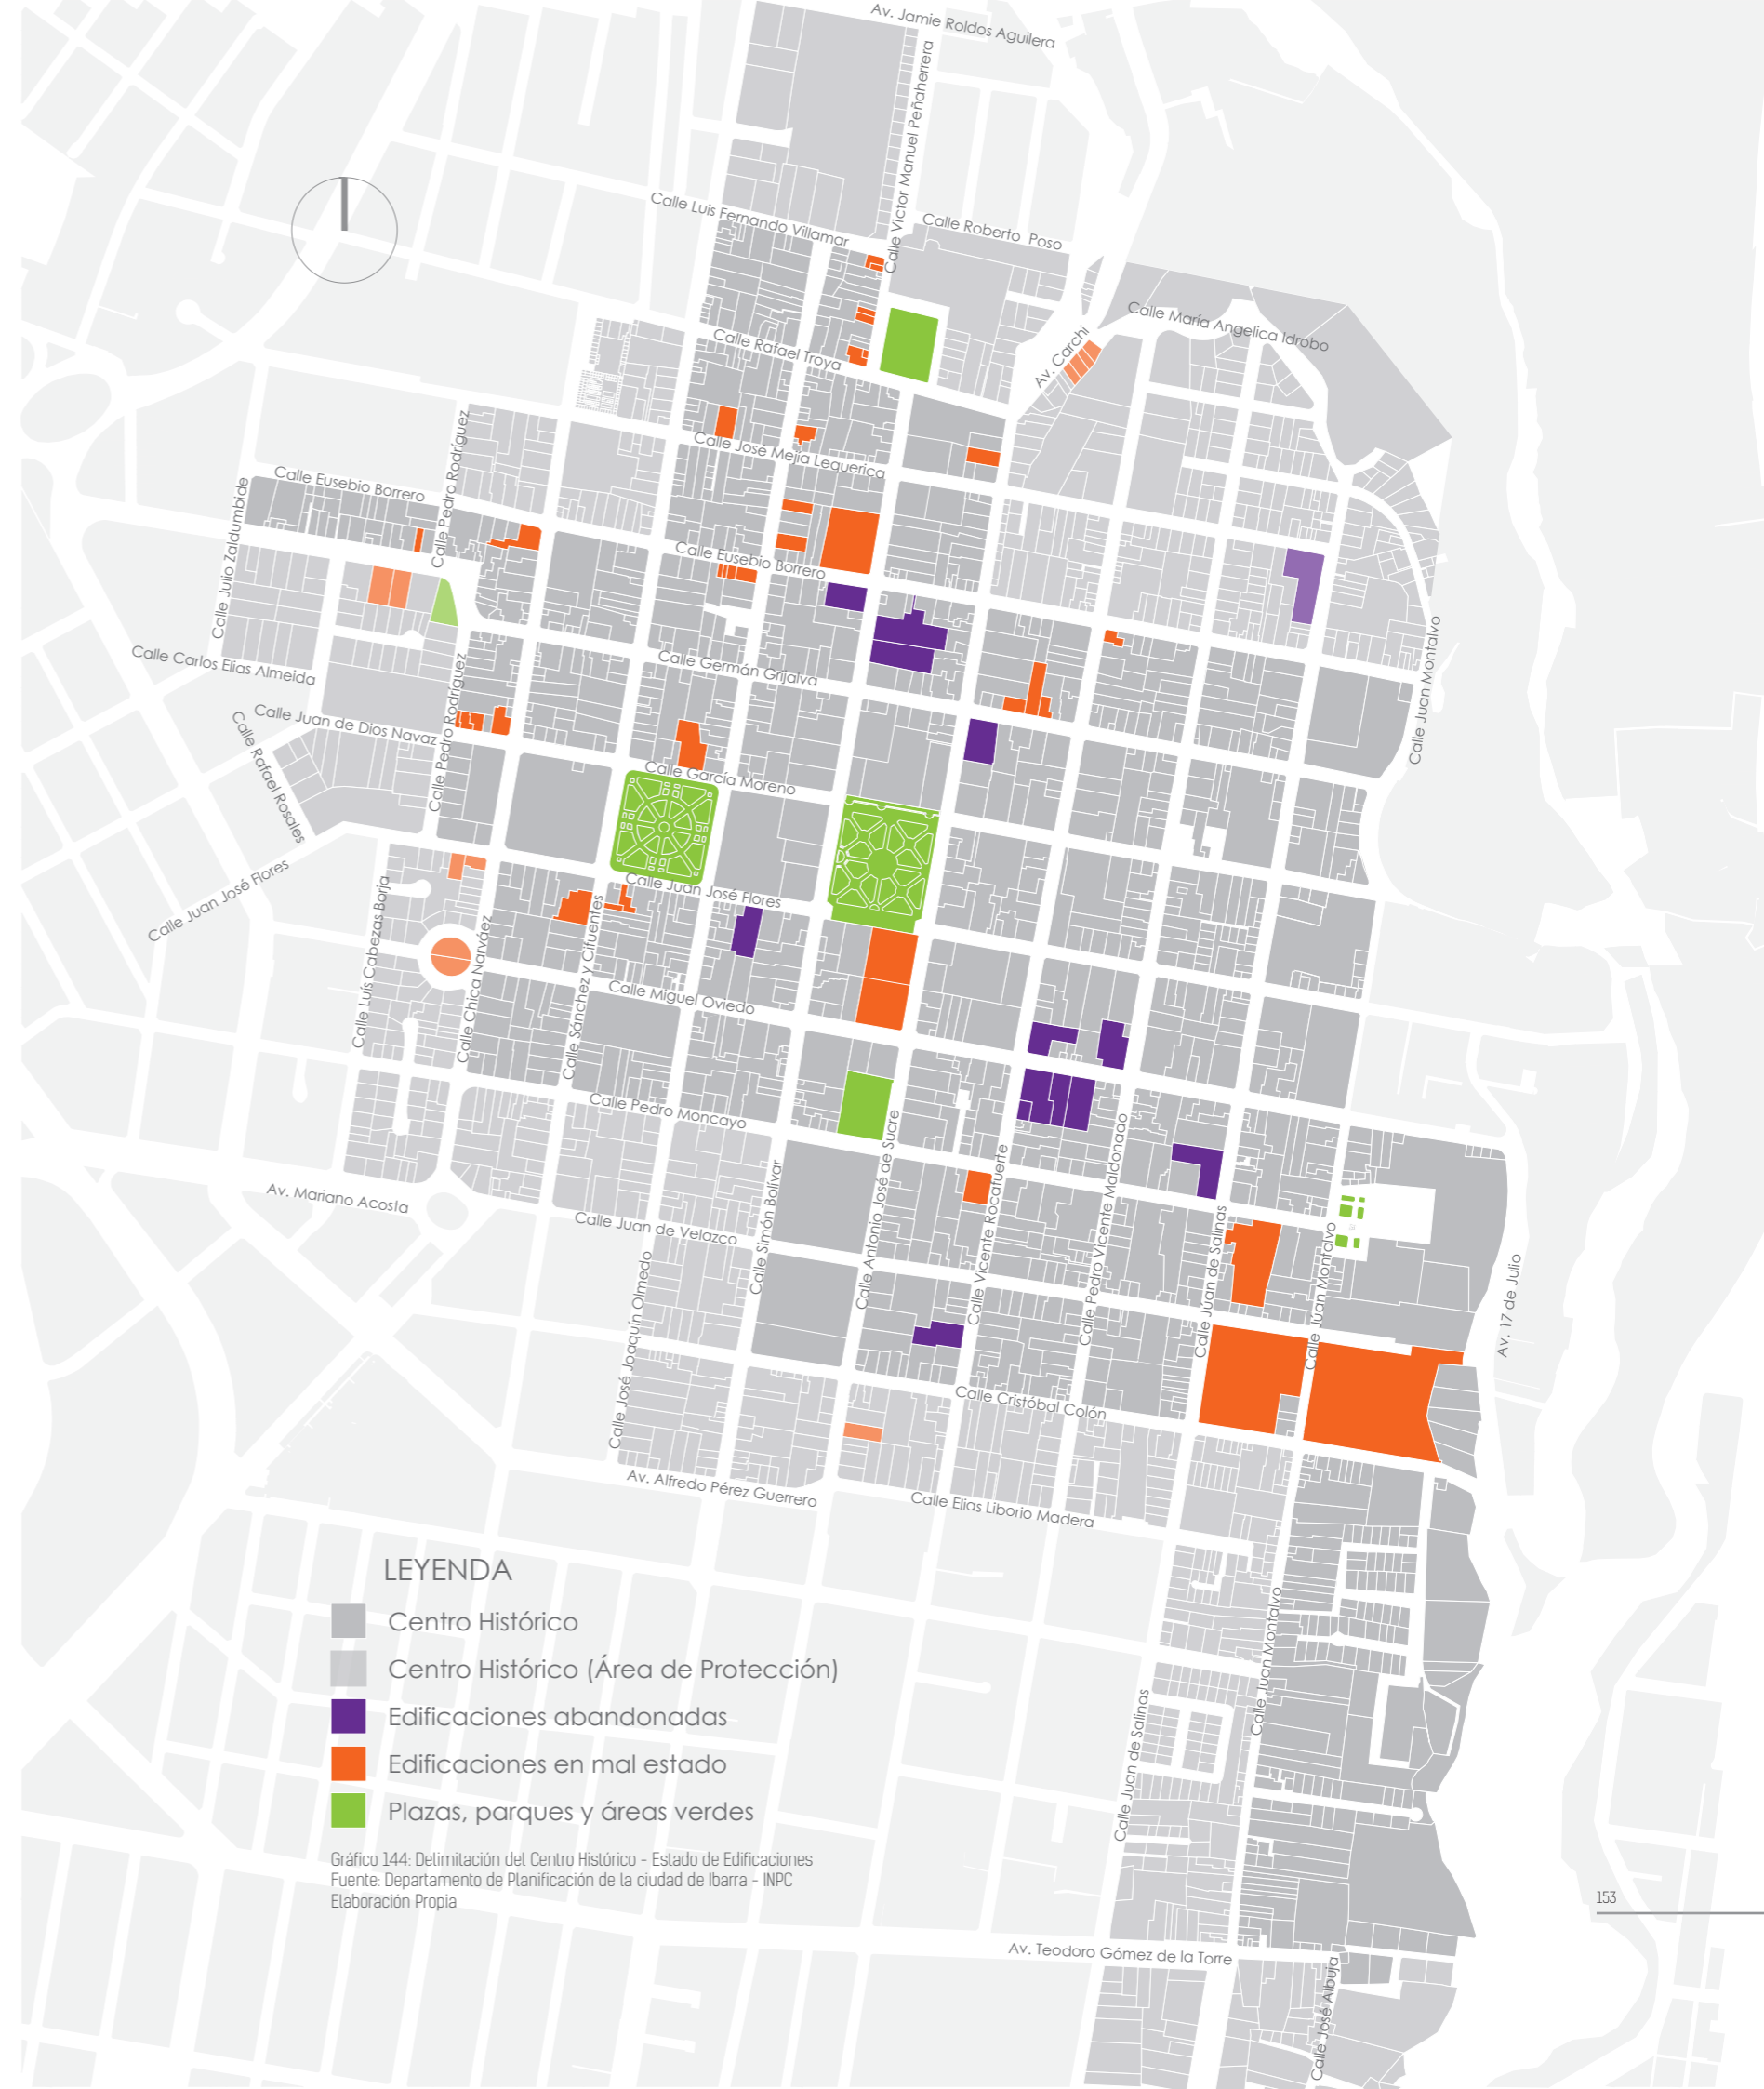 Av. Jamie Roldos Aguilera
Calle Victor Manuel Peñaherrera
Calle Luis Fernando Villamar
Calle Roberto Poso
Calle María Angelica Idrobo
Av. Carchi
Calle Rafael Troya
Calle José Mejía Lequerica
Calle Pedro Rodríguez
Calle Eusebio Borrero
Calle Julio Zaldumbide
Calle Eusebio Borrero
Calle Juan Montalvo
Calle Carlos Elias Almeida
Calle Germán Grijalva
Calle Pedro Rodríguez
Calle Juan de Dios Navaz
Calle Rafael Rosales
Calle García Moreno
Calle Juan José Flores
Calle Juan José Flores
Calle Luís Cabezas Borja
Calle Chica Narváez
Calle Sánchez y Cifuentes
Calle Miguel Oviedo
Calle Pedro Moncayo
Av. Mariano Acosta
Calle Juan de Velazco
Calle Simón Bolívar
Calle Antonio José de Sucre
Calle Vicente Rocafuerte
Calle Pedro Vicente Maldonado
Calle Juan de Salinas
Calle Juan Montalvo
Av. 17 de Julio
Calle José Joaquín Olmedo
Calle Cristóbal Colón
Av. Alfredo Pérez Guerrero
Calle Elías Liborio Madera
Calle Juan Montalvo
Calle Juan de Salinas
LEYENDA
Centro Histórico
Centro Histórico (Área de Protección)
Edificaciones abandonadas
Edificaciones en mal estado
Plazas, parques y áreas verdes
Gráfico 144: Delimitación del Centro Histórico - Estado de Edificaciones
Fuente: Departamento de Planificación de la ciudad de Ibarra - INPC
Elaboración Propia
153
Av. Teodoro Gómez de la Torre
Calle José Albuja